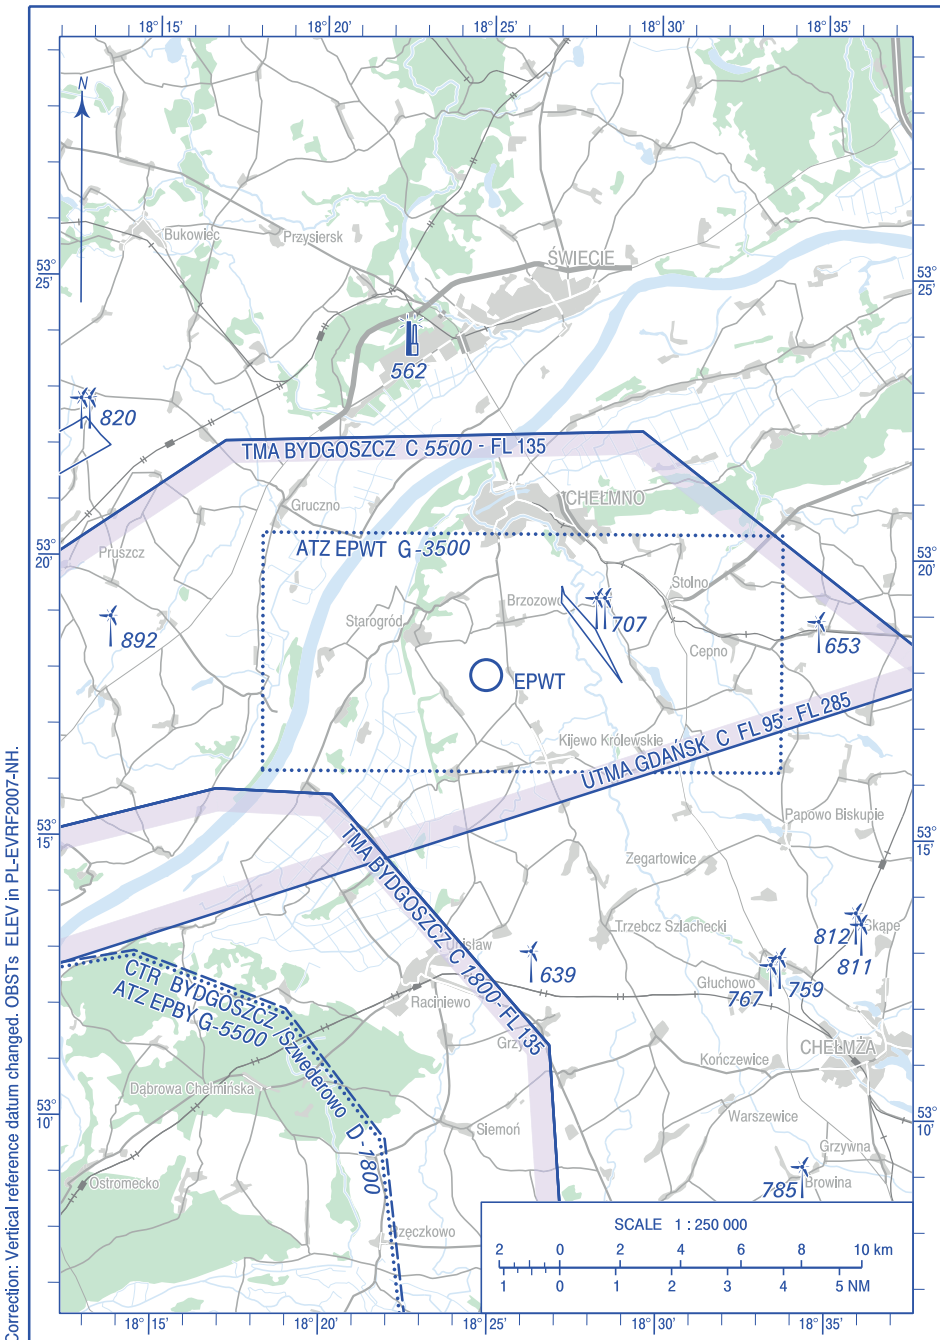 18° 15'
18° 20'
18° 25'
18° 30'
18° 35'
N
Bukowiec
Przysiersk
ŚWIECIE
53° 25'
53° 25'
562
820
TMA BYDGOSZCZ C 5500 - FL 135
Gruczno
CHEŁMNO
53° 20'
Pruszcz
ATZ EPWT G-3500
53° 20'
Stolno
Brzozowo
Starogród
707
892
653
Cepno
EPWT
Kijewo Królewskie
UTMA GDAŃSK C FL 95 - FL 285
53° 15'
Papowo Biskupie
53° 15'
TMA BYDGOSZCZ C 1800 - FL 135
Zegartowice
Trzebcz Szlachecki
812
Skąpe
811
Unisław
639
Głuchowo
767
759
CTR BYDGOSZCZ/Szwederowo D-1800
ATZ EPBY G-5500
Raciniewo
Grzy
CHEŁMŻA
Kończewice
Dąbrowa Chełmińska
53° 10'
Siemoń
Warszewice
53° 10'
Grzywna
Ostromecko
785
Browina
Rzęczkowo
SCALE 1 : 250 000
2 0 2 4 6 8 10 km
1 0 1 2 3 4 5 NM
18° 15'
18° 20'
18° 25'
18° 30'
18° 35'
Correction: Vertical reference datum changed. OBSTs ELEV in PL-EVRF2007-NH.